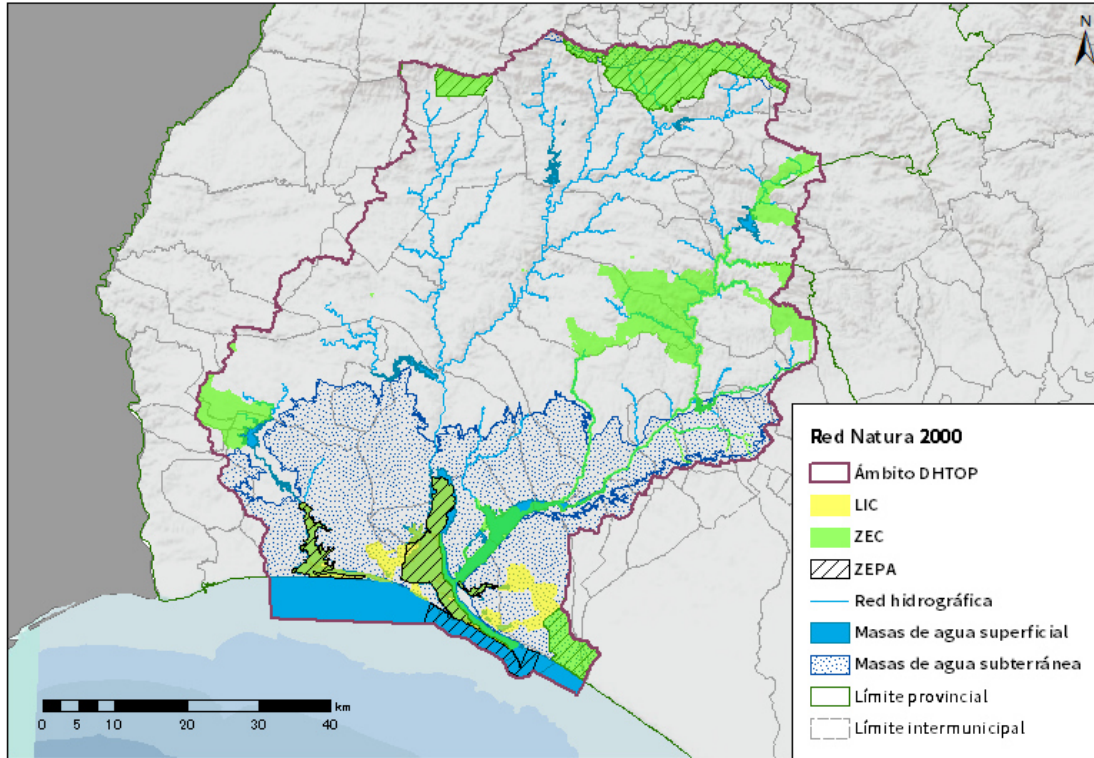 N
Red Natura 2000
Ámbito DHTOP
LIC
ZEC
ZEPA
Red hidrográfica
Masas de agua superficial
Masas de agua subterránea
Límite provincial
Límite intermunicipal
km
0 5 10 20 30 40